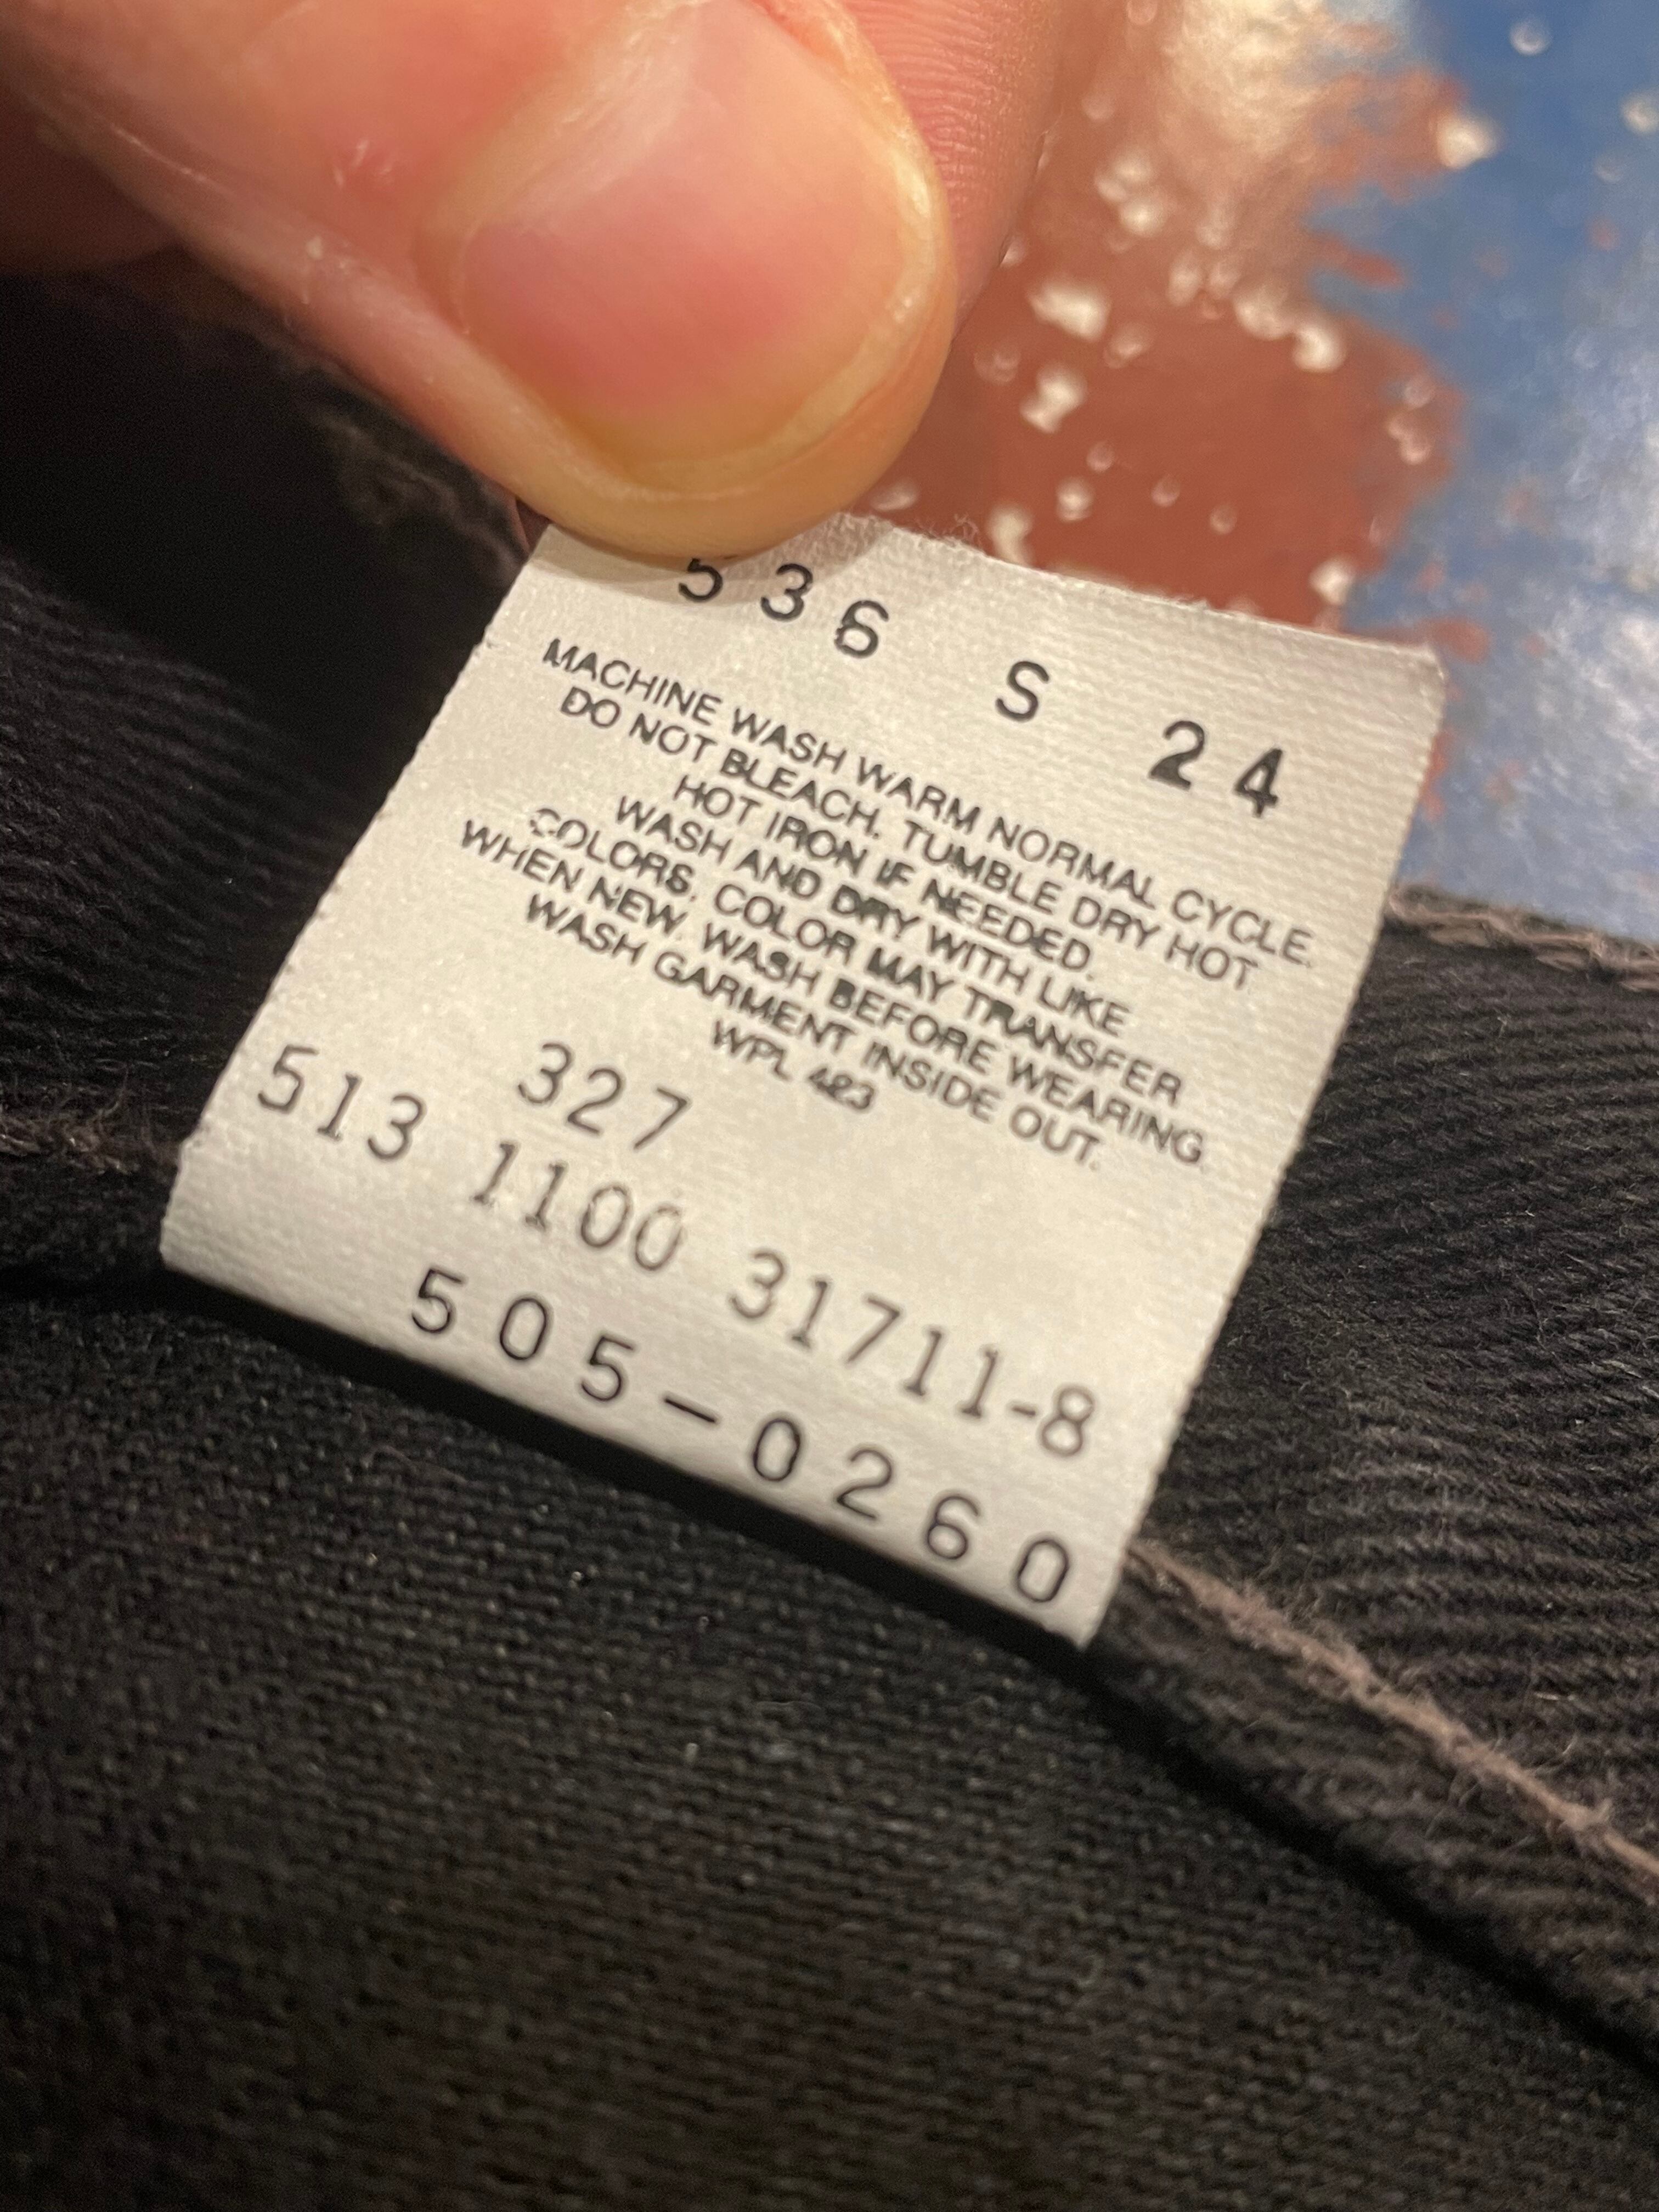 536 S 24
MACHINE WASH WARM NORMAL CYCLE.
DO NOT BLEACH. TUMBLE DRY HOT
HOT IRON IF NEEDED.
WASH AND DRY WITH LIKE
COLORS. COLOR MAY TRANSFER
WHEN NEW. WASH BEFORE WEARING
WASH GARMENT INSIDE OUT.
WPL 423
327
513 1100 31711-8
505-0260